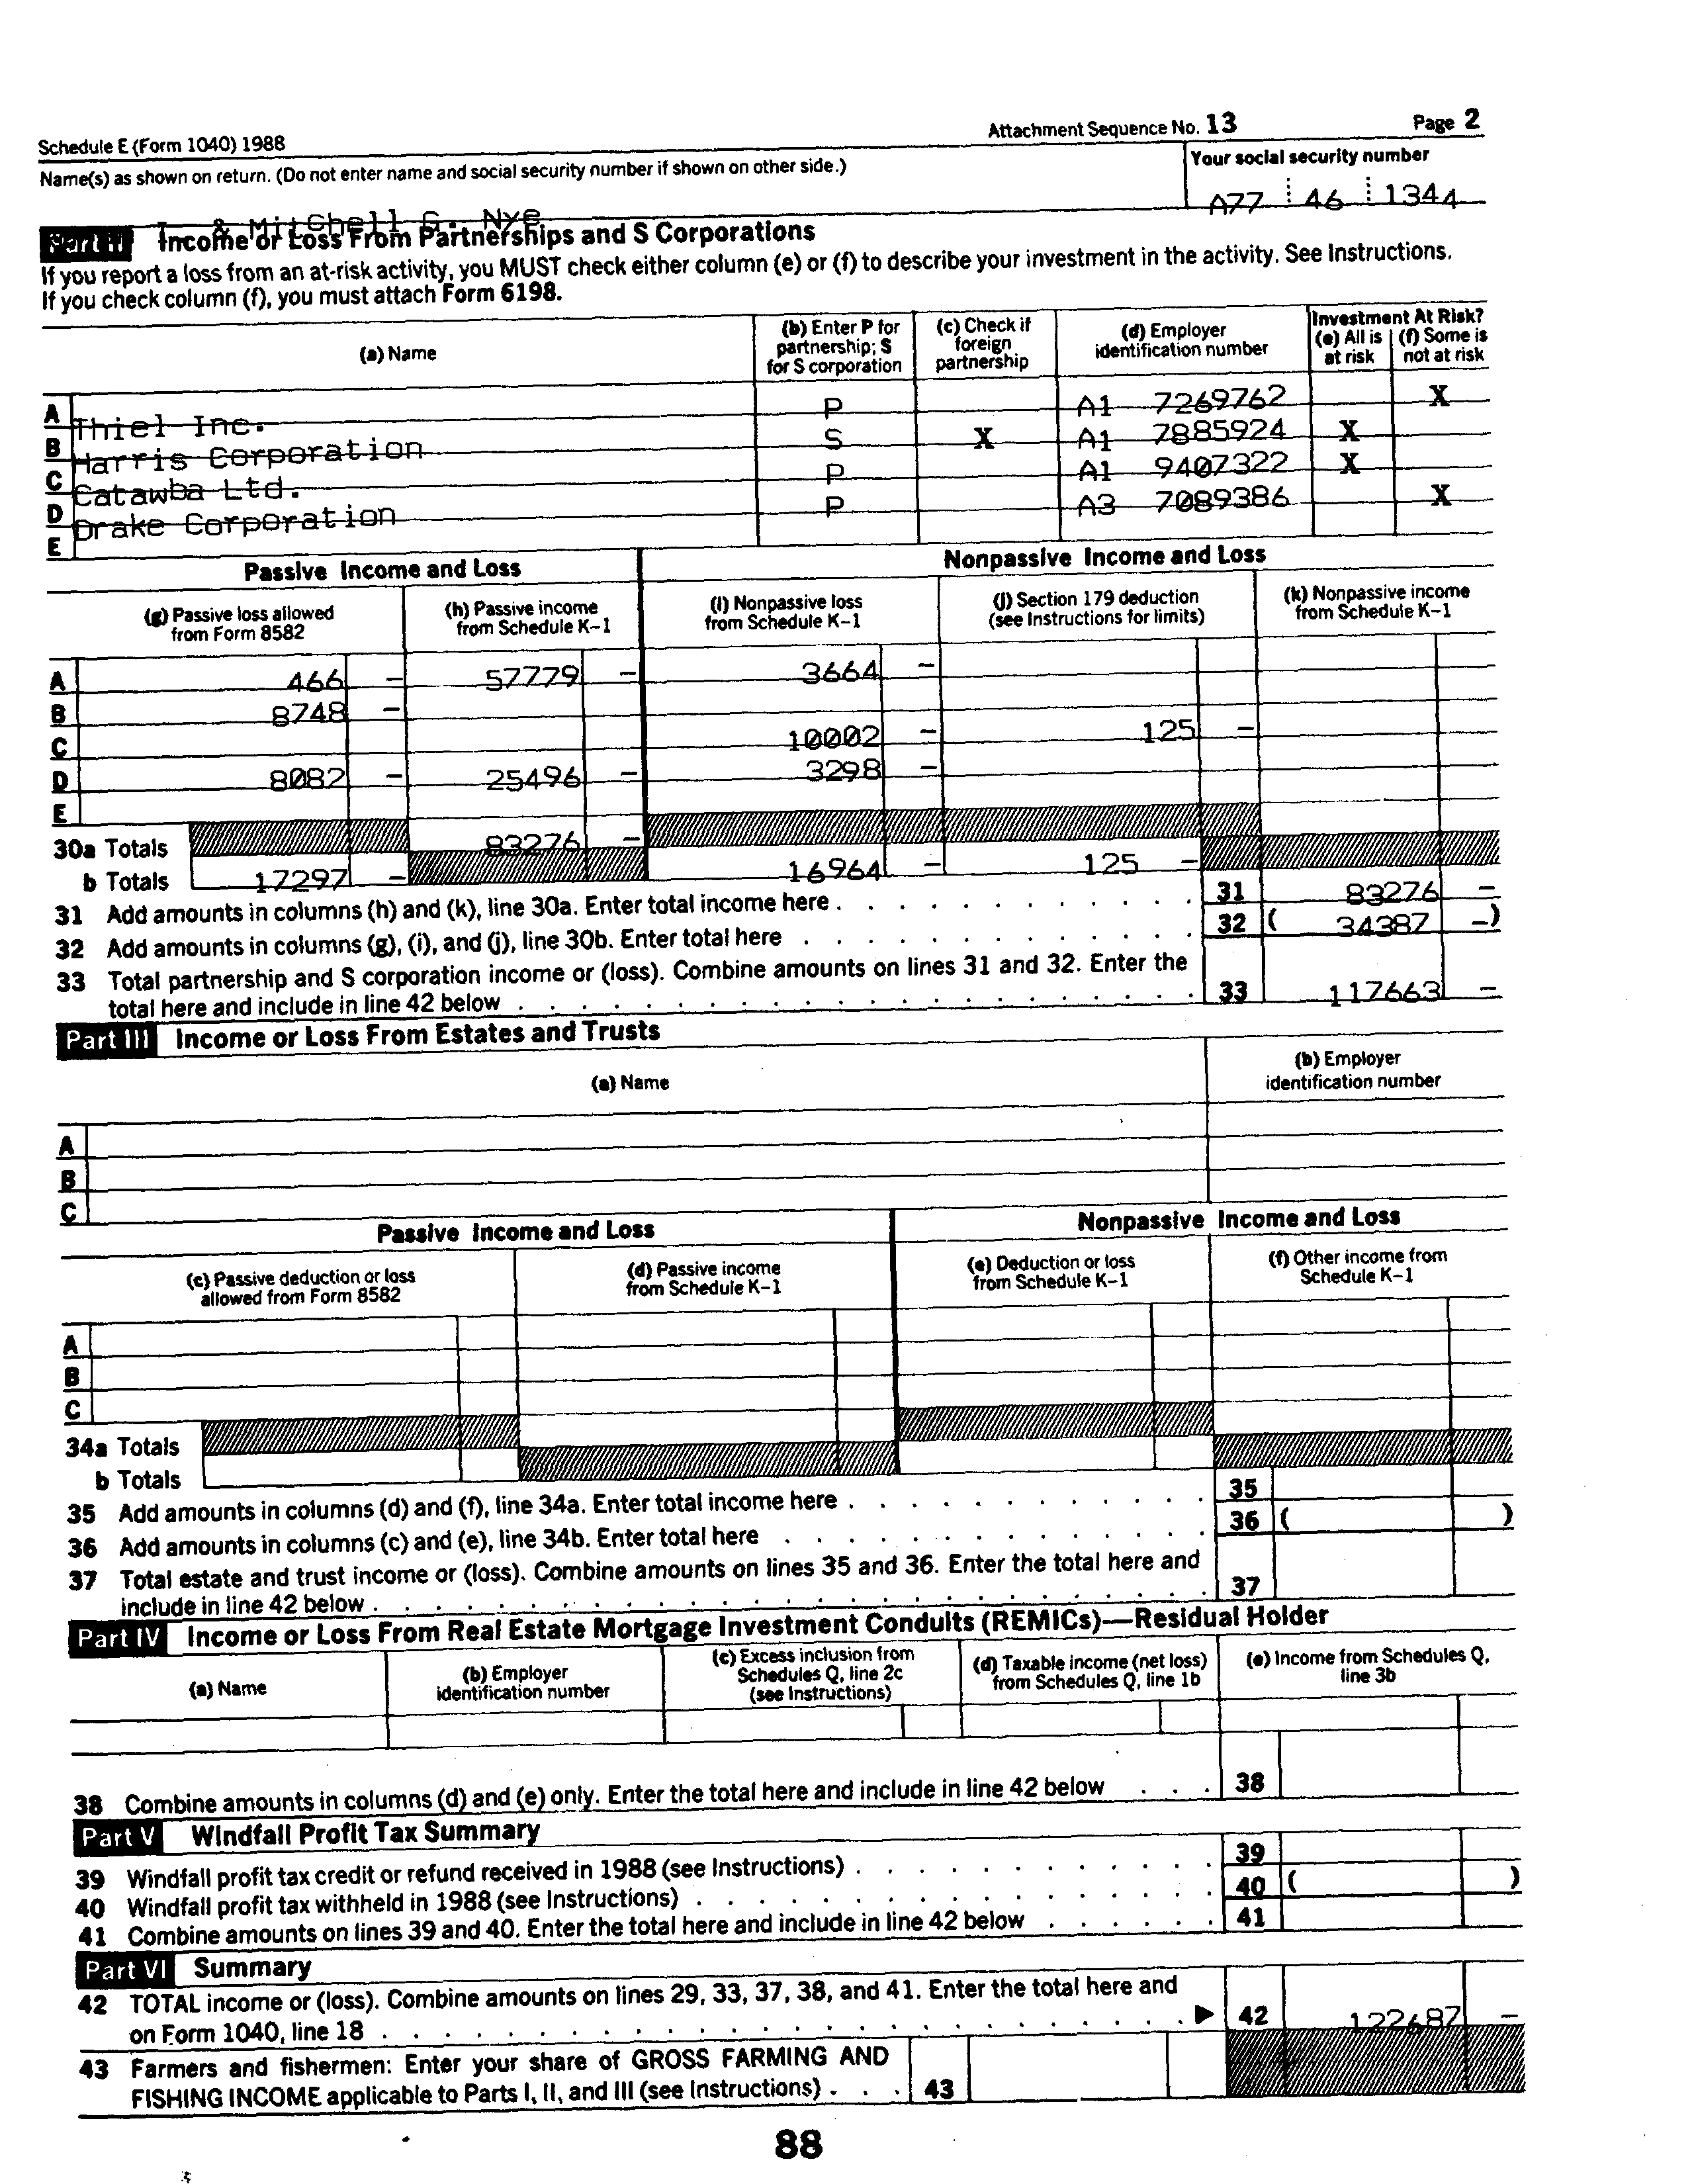 Schedule E (Form 1040) 1988 Attachment Sequence No. 13 Page 2
Name(s) as shown on return. (Do not enter name and social security number if shown on other side.) Your social security number
& Mitchell G. Nye A77 46 1344
Part II Income or Loss From Partnerships and S Corporations
If you report a loss from an at-risk activity, you MUST check either column (e) or (f) to describe your investment in the activity. See Instructions.
If you check column (f), you must attach Form 6198.
(a) Name (b) Enter P for partnership; S for S corporation (c) Check if foreign partnership (d) Employer identification number Investment At Risk? (e) All is at risk (f) Some is not at risk
A Thiel Inc. P A1 7269762 X
B Harris Corporation S X A1 7885924 X
C Catawba Ltd. P A1 9407322 X
D Drake Corporation P A3 7089386 X
E
Passive Income and Loss Nonpassive Income and Loss
(g) Passive loss allowed from Form 8582 (h) Passive income from Schedule K-1 (i) Nonpassive loss from Schedule K-1 (j) Section 179 deduction (see Instructions for limits) (k) Nonpassive income from Schedule K-1
A 466 - 57779 - 3664 -
B 8748 -
C 10002 - 125 -
D 8082 - 25496 - 3298 -
E
30a Totals 83276 -
b Totals 17297 - 16964 - 125 -
31 Add amounts in columns (h) and (k), line 30a. Enter total income here . 31 83276 -
32 Add amounts in columns (g), (i), and (j), line 30b. Enter total here 32 ( 34387 -)
33 Total partnership and S corporation income or (loss). Combine amounts on lines 31 and 32. Enter the
total here and include in line 42 below 33 117663 -
Part III Income or Loss From Estates and Trusts
(a) Name (b) Employer identification number
A
B
C
Passive Income and Loss Nonpassive Income and Loss
(c) Passive deduction or loss allowed from Form 8582 (d) Passive income from Schedule K-1 (e) Deduction or loss from Schedule K-1 (f) Other income from Schedule K-1
A
B
C
34a Totals
b Totals
35 Add amounts in columns (d) and (f), line 34a. Enter total income here . 35
36 Add amounts in columns (c) and (e), line 34b. Enter total here 36 ( )
37 Total estate and trust income or (loss). Combine amounts on lines 35 and 36. Enter the total here and
include in line 42 below . 37
Part IV Income or Loss From Real Estate Mortgage Investment Conduits (REMICs)—Residual Holder
(a) Name (b) Employer identification number (c) Excess inclusion from Schedules Q, line 2c (see Instructions) (d) Taxable income (net loss) from Schedules Q, line 1b (e) Income from Schedules Q, line 3b
38 Combine amounts in columns (d) and (e) only. Enter the total here and include in line 42 below 38
Part V Windfall Profit Tax Summary
39 Windfall profit tax credit or refund received in 1988 (see Instructions) . 39
40 Windfall profit tax withheld in 1988 (see Instructions) . 40 ( )
41 Combine amounts on lines 39 and 40. Enter the total here and include in line 42 below 41
Part VI Summary
42 TOTAL income or (loss). Combine amounts on lines 29, 33, 37, 38, and 41. Enter the total here and
on Form 1040, line 18 ▶ 42 122687 -
43 Farmers and fishermen: Enter your share of GROSS FARMING AND
FISHING INCOME applicable to Parts I, II, and III (see Instructions) . 43
88